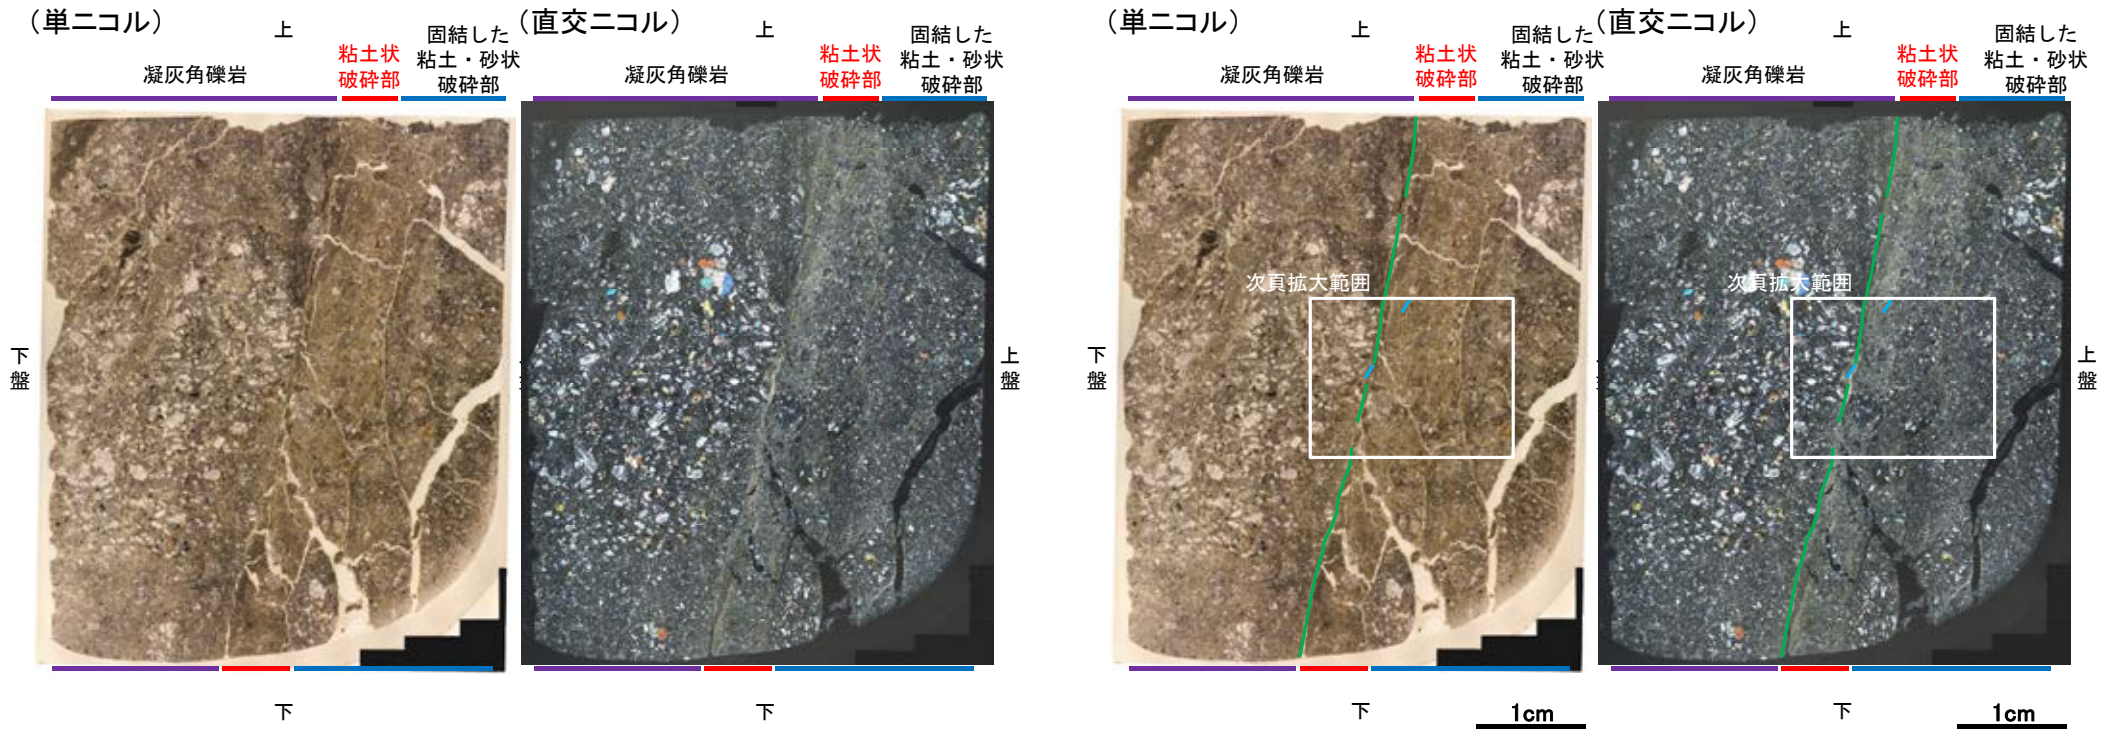 （単ニコル）
上
凝灰角礫岩
粘土状
破砕部
固結した
粘土・砂状
破砕部
下
盤
下
（直交ニコル）
上
凝灰角礫岩
粘土状
破砕部
固結した
粘土・砂状
破砕部
上
盤
下
（単ニコル）
上
凝灰角礫岩
粘土状
破砕部
固結した
粘土・砂状
破砕部
下
盤
次頁拡大範囲
下
1cm
（直交ニコル）
上
凝灰角礫岩
粘土状
破砕部
固結した
粘土・砂状
破砕部
次頁拡大範囲
上
盤
下
1cm